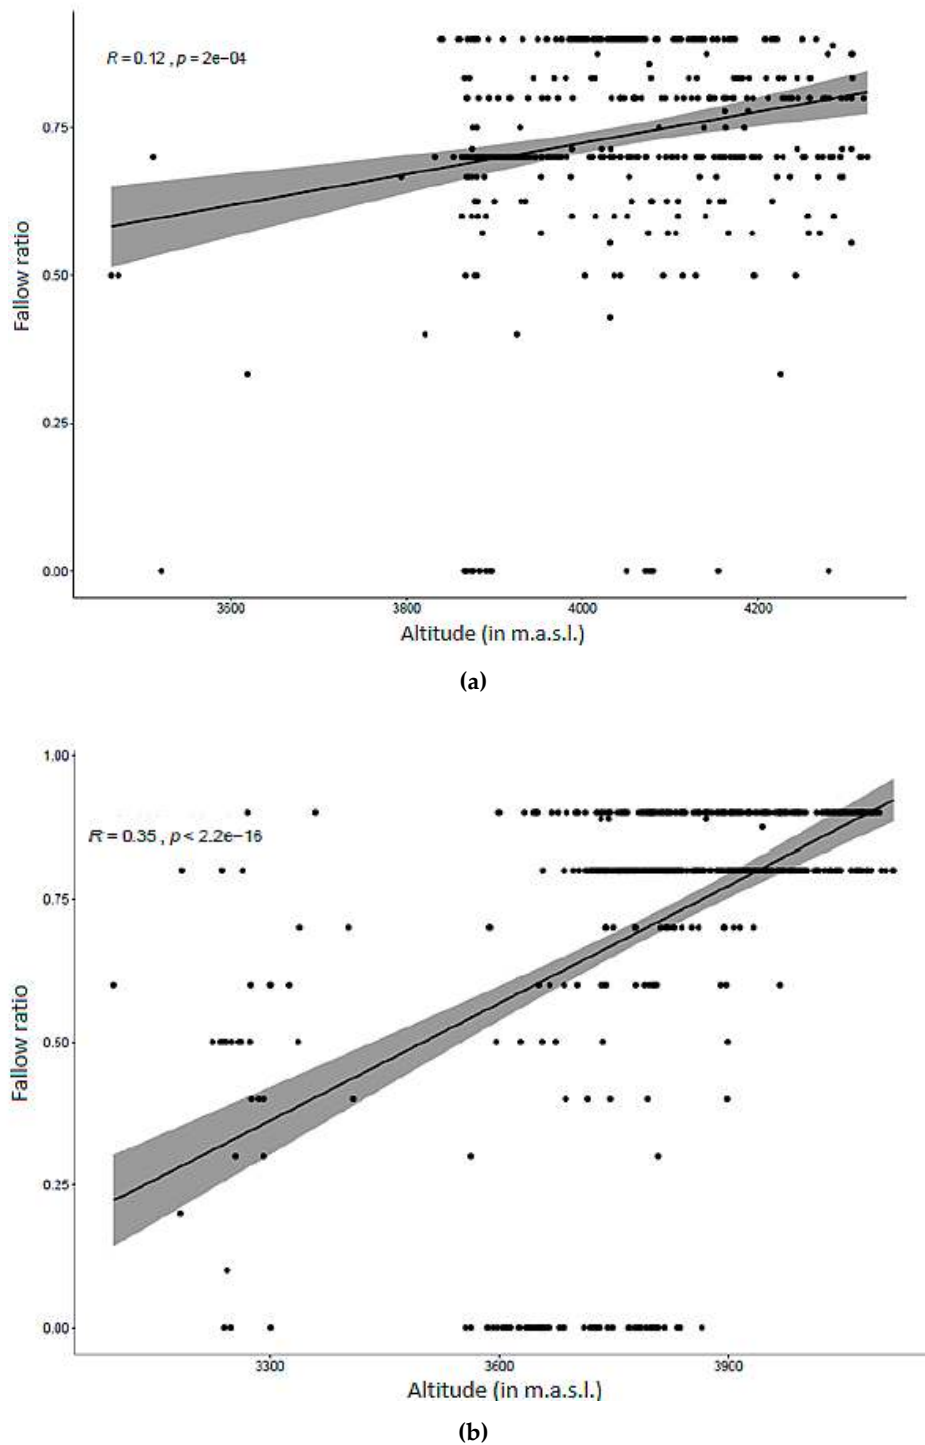 R = 0.12 , p = 2e−04
0.75
0.50
0.25
0.00
Fallow ratio
3600
3800
4000
4200
Altitude (in m.a.s.l.)
(a)
1.00
R = 0.35 , p < 2.2e−16
0.75
0.50
0.25
0.00
Fallow ratio
3300
3600
3900
Altitude (in m.a.s.l.)
(b)